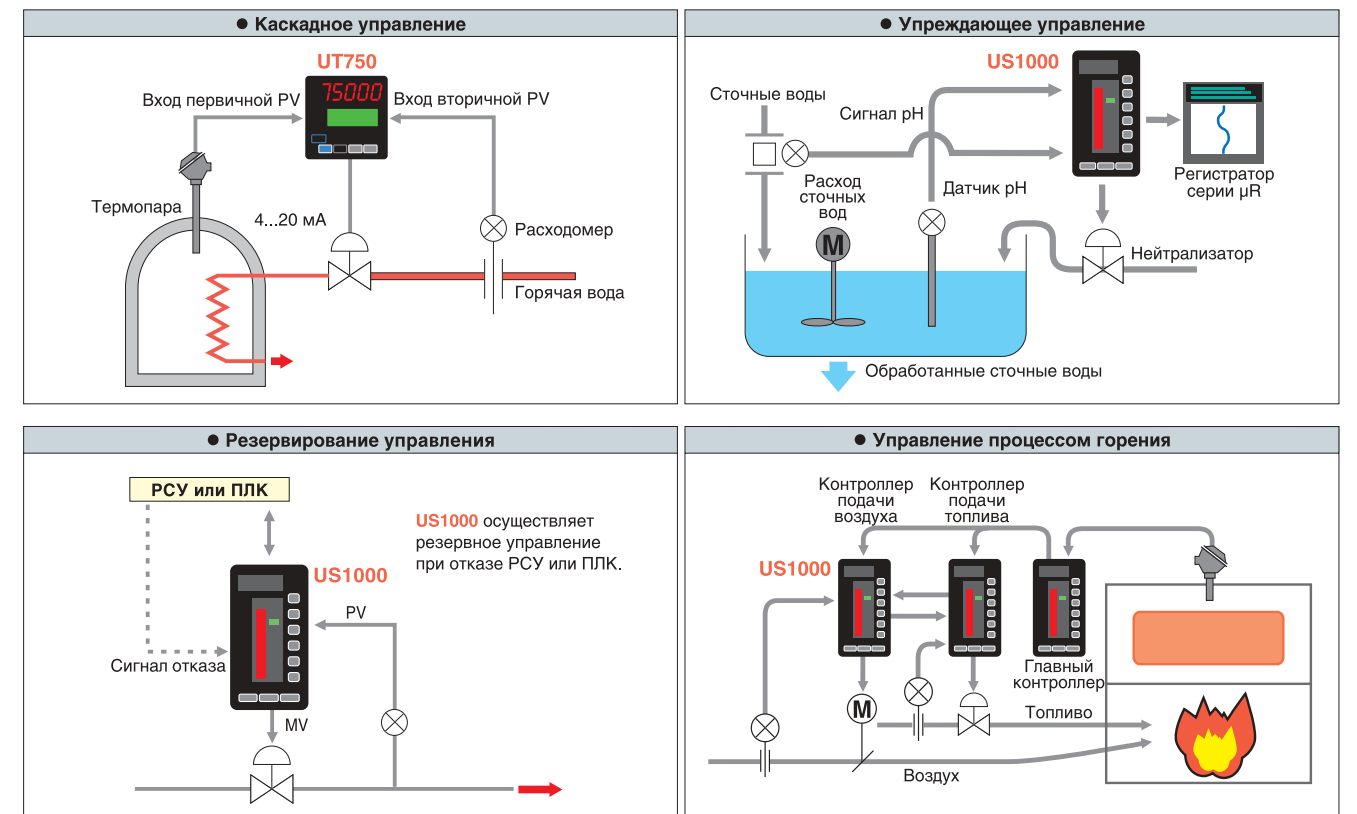 ● Каскадное управление
UT750
75000
Вход первичной PV
Вход вторичной PV
Термопара
4...20 мА
Расходомер
Горячая вода
● Упреждающее управление
US1000
Сточные воды
Сигнал pH
Расход
сточных
вод
M
Датчик pH
Регистратор
серии μR
Нейтрализатор
Обработанные сточные воды
● Резервирование управления
РСУ или ПЛК
US1000 осуществляет
резервное управление
при отказе РСУ или ПЛК.
US1000
PV
Сигнал отказа
MV
● Управление процессом горения
Контроллер
подачи
воздуха
Контроллер
подачи
топлива
US1000
Главный
контроллер
M
Топливо
Воздух